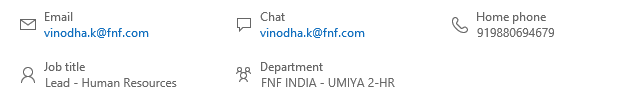 Email
vinodha.k@fnf.com
Chat
vinodha.k@fnf.com
Home phone
919880694679
Job title
Lead - Human Resources
Department
FNF INDIA - UMIYA 2-HR